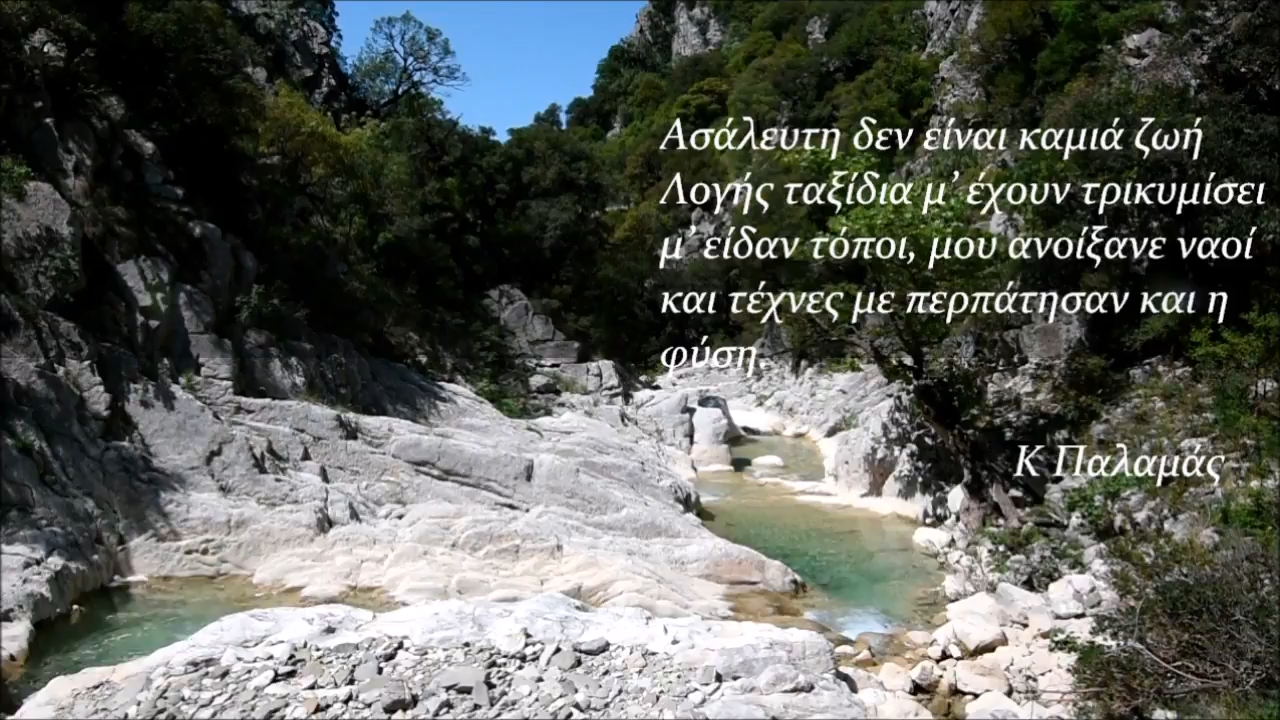 Ασάλευτη δεν είναι καμιά ζωή
Λογής ταξίδια μ’ έχουν τρικυμίσει
μ’ είδαν τόποι, μου ανοίξανε ναοί
και τέχνες με περπάτησαν και η
φύση.
Κ Παλαμάς